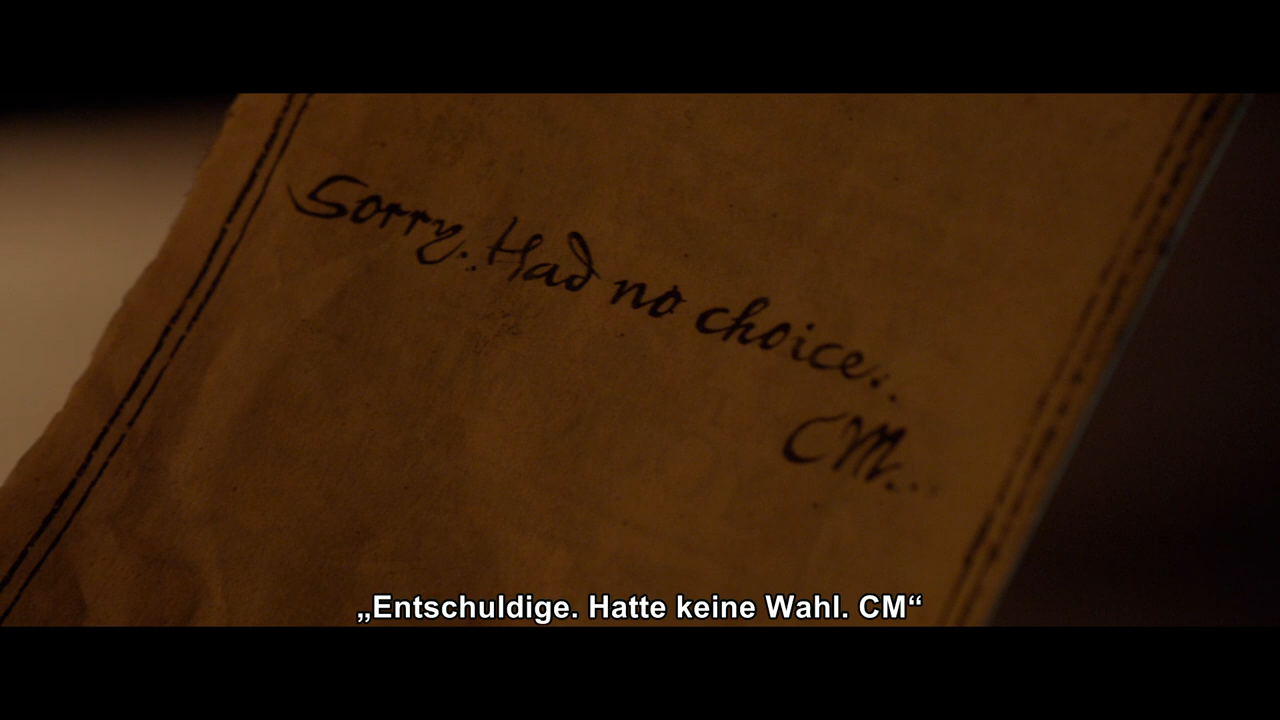 Sorry. Had no choice.
CM.
„Entschuldige. Hatte keine Wahl. CM“